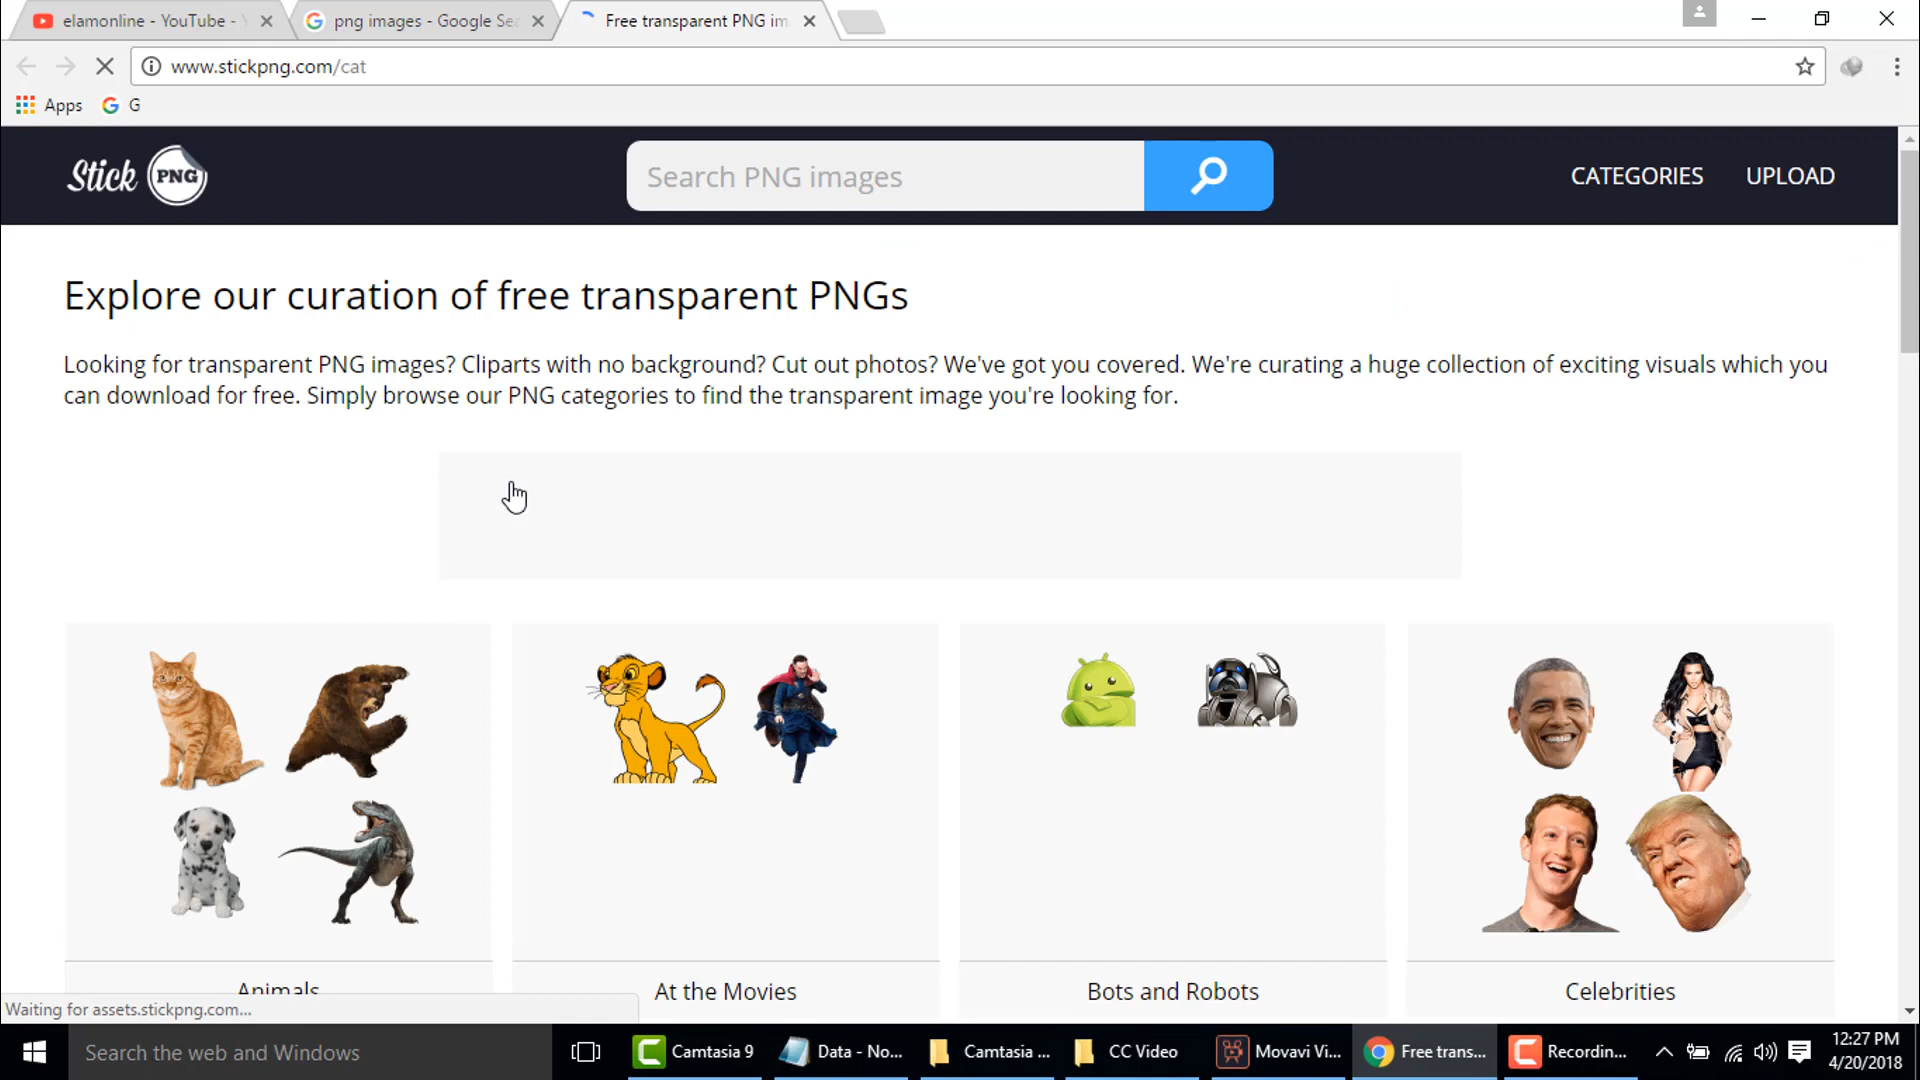 elamonline - YouTube -
png images - Google Sea
Free transparent PNG im
www.stickpng.com/cat
Apps
G
Stick PNG
Search PNG images
CATEGORIES
UPLOAD
Explore our curation of free transparent PNGs
Looking for transparent PNG images? Cliparts with no background? Cut out photos? We've got you covered. We're curating a huge collection of exciting visuals which you
can download for free. Simply browse our PNG categories to find the transparent image you're looking for.
Animals
At the Movies
Bots and Robots
Celebrities
Waiting for assets.stickpng.com...
Search the web and Windows
Camtasia 9
Data - No...
Camtasia ...
CC Video
Movavi Vi...
Free trans...
Recordin...
12:27 PM
4/20/2018